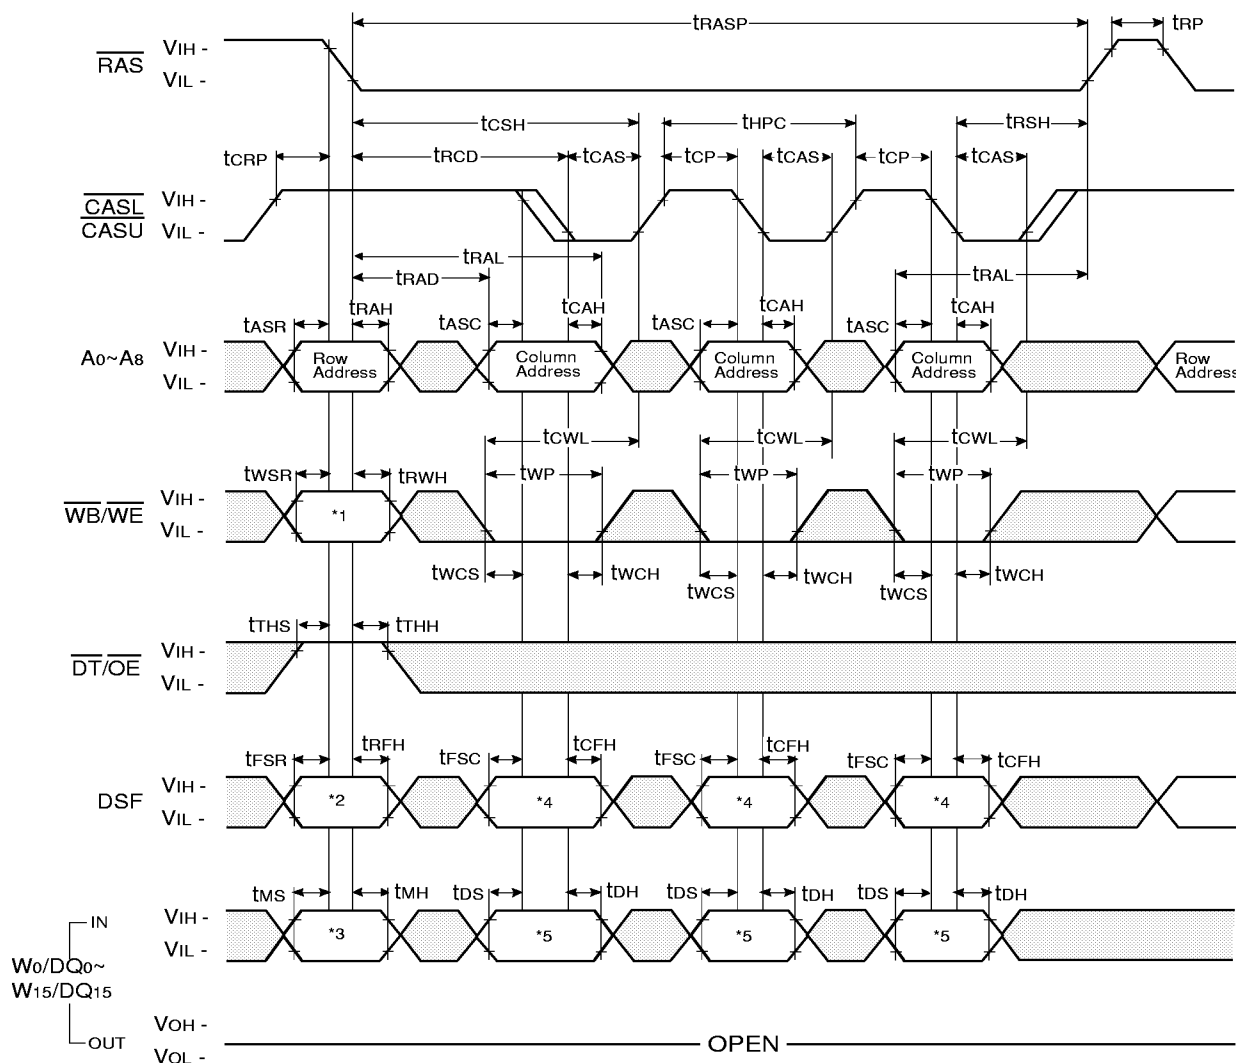 tRASP
tRP
RAS
VIH -
VIL -
tCSH
tHPC
tRSH
tCRP
tRCD
tCAS
tCP
tCAS
tCP
tCAS
CASL
CASU
VIH -
VIL -
tRAL
tRAD
tRAL
tASR
tRAH
tASC
tCAH
tASC
tCAH
tASC
tCAH
A0~A8
VIH -
VIL -
Row
Address
Column
Address
Column
Address
Column
Address
Row
Address
tCWL
tCWL
tCWL
tWSR
tRWH
tWP
tWP
tWP
WB/WE
VIH -
VIL -
*1
tWCS
tWCH
tWCS
tWCH
tWCS
tWCH
tTHS
tTHH
DT/OE
VIH -
VIL -
tFSR
tRFH
tFSC
tCFH
tFSC
tCFH
tFSC
tCFH
DSF
VIH -
VIL -
*2
*4
*4
*4
tMS
tMH
tDS
tDH
tDS
tDH
tDS
tDH
IN
VIH -
VIL -
*3
*5
*5
*5
W0/DQ0~
W15/DQ15
OUT
VOH -
VOL -
OPEN